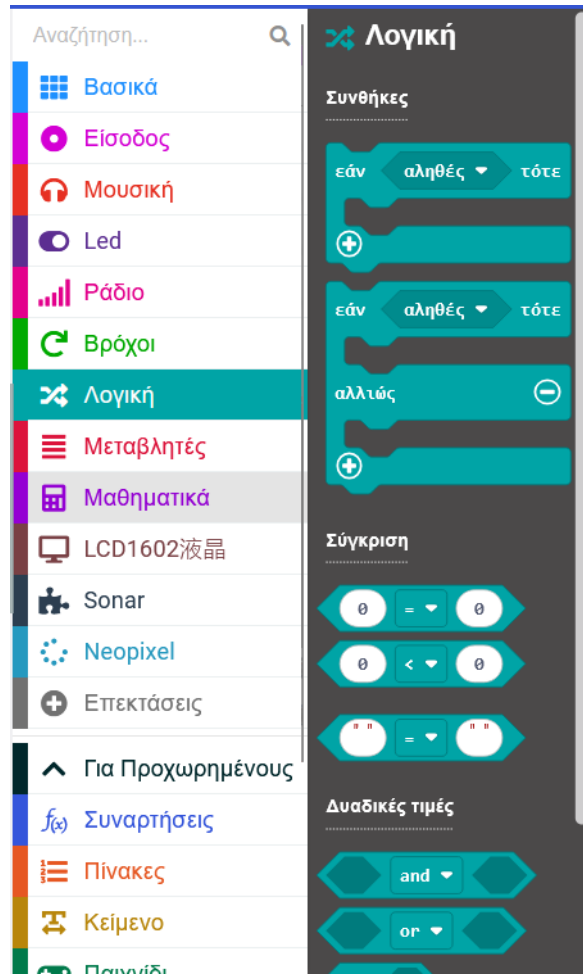 Αναζήτηση...
Βασικά
Είσοδος
Μουσική
Led
Ράδιο
Βρόχοι
Λογική
Μεταβλητές
Μαθηματικά
LCD1602液晶
Sonar
Neopixel
Επεκτάσεις
Για Προχωρημένους
f(x) Συναρτήσεις
Πίνακες
Κείμενο
Παιχνίδι
Λογική
Συνθήκες
εάν αληθές τότε
εάν αληθές τότε
αλλιώς
Σύγκριση
0 = 0
0 < 0
" " = " "
Δυαδικές τιμές
and
or